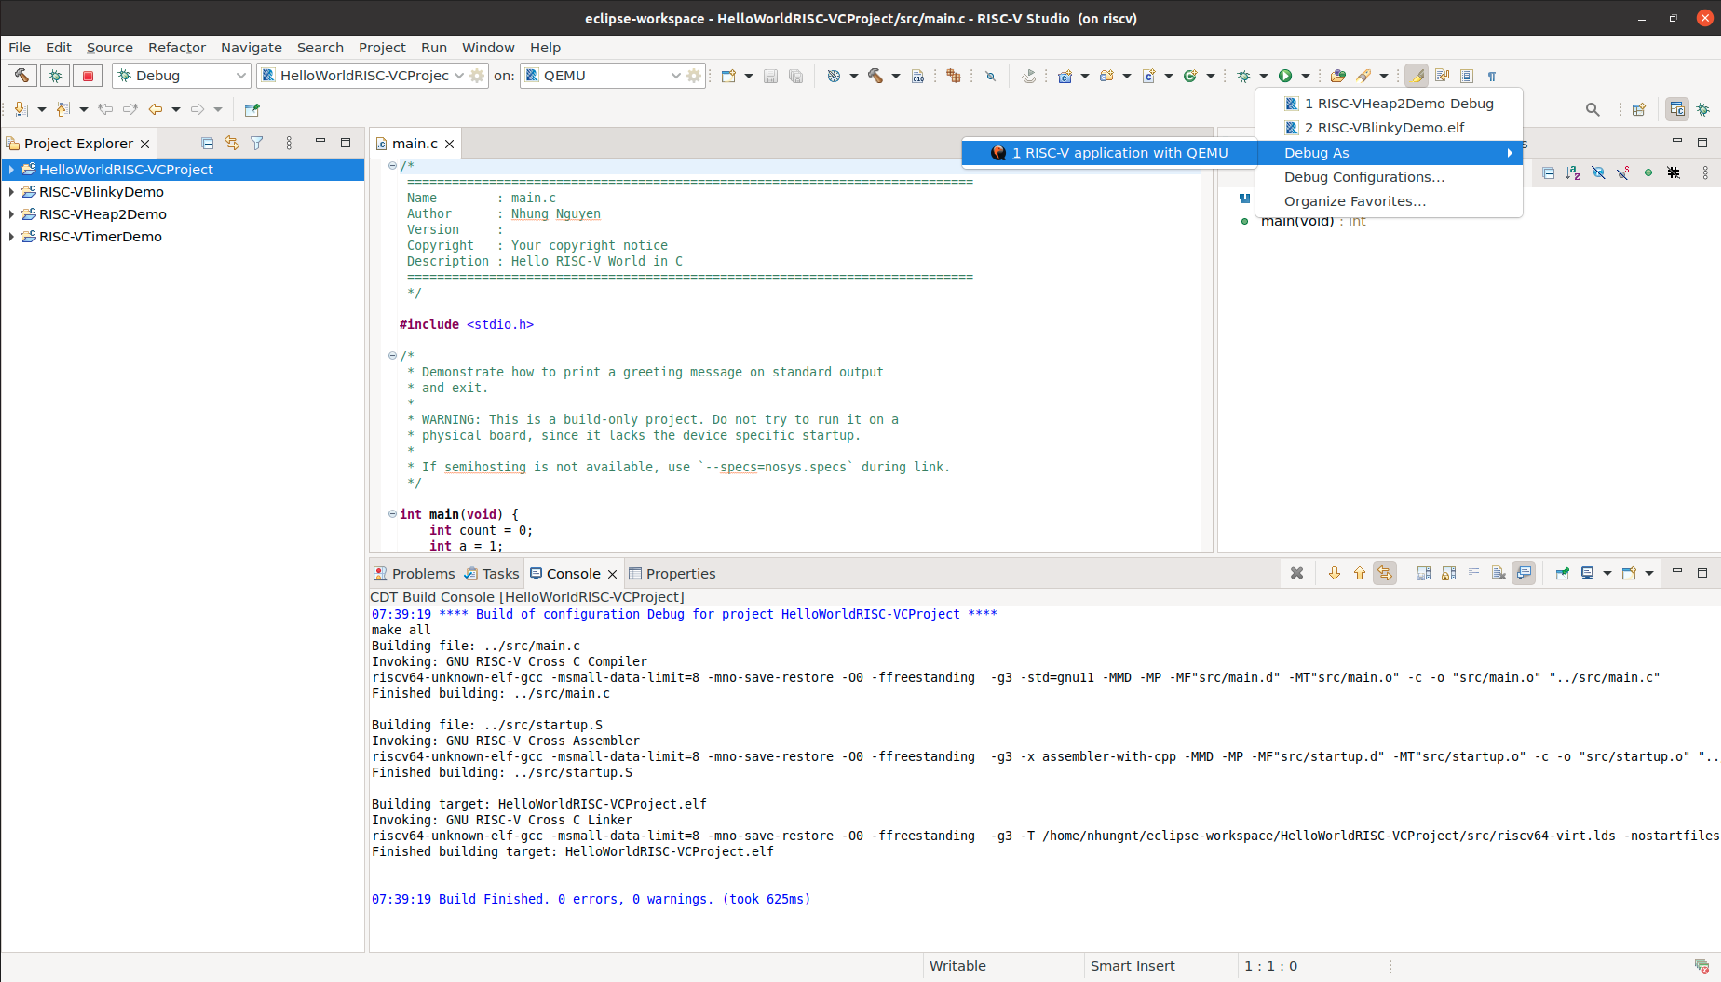 eclipse-workspace - HelloWorldRISC-VCProject/src/main.c - RISC-V Studio  (on riscv)
File Edit Source Refactor Navigate Search Project Run Window Help
Debug HelloWorldRISC-VCProjec on: QEMU
1 RISC-VHeap2Demo Debug
2 RISC-VBlinkyDemo.elf
Debug As
Debug Configurations...
Organize Favorites...
1 RISC-V application with QEMU
Project Explorer
HelloWorldRISC-VCProject
RISC-VBlinkyDemo
RISC-VHeap2Demo
RISC-VTimerDemo
main.c
/*
============================================================================
Name        : main.c
Author      : Nhung Nguyen
Version     :
Copyright   : Your copyright notice
Description : Hello RISC-V World in C
============================================================================
*/
#include <stdio.h>
/*
* Demonstrate how to print a greeting message on standard output
* and exit.
*
* WARNING: This is a build-only project. Do not try to run it on a
* physical board, since it lacks the device specific startup.
*
* If semihosting is not available, use `--specs=nosys.specs` during link.
*/
int main(void) {
int count = 0;
int a = 1;
main(void) : int
Problems Tasks Console Properties
CDT Build Console [HelloWorldRISC-VCProject]
07:39:19 **** Build of configuration Debug for project HelloWorldRISC-VCProject ****
make all
Building file: ../src/main.c
Invoking: GNU RISC-V Cross C Compiler
riscv64-unknown-elf-gcc -msmall-data-limit=8 -mno-save-restore -O0 -ffreestanding  -g3 -std=gnu11 -MMD -MP -MF"src/main.d" -MT"src/main.o" -c -o "src/main.o" "../src/main.c"
Finished building: ../src/main.c
Building file: ../src/startup.S
Invoking: GNU RISC-V Cross Assembler
riscv64-unknown-elf-gcc -msmall-data-limit=8 -mno-save-restore -O0 -ffreestanding  -g3 -x assembler-with-cpp -MMD -MP -MF"src/startup.d" -MT"src/startup.o" -c -o "src/startup.o" "..
Finished building: ../src/startup.S
Building target: HelloWorldRISC-VCProject.elf
Invoking: GNU RISC-V Cross C Linker
riscv64-unknown-elf-gcc -msmall-data-limit=8 -mno-save-restore -O0 -ffreestanding  -g3 -T /home/nhungnt/eclipse-workspace/HelloWorldRISC-VCProject/src/riscv64-virt.lds -nostartfiles
Finished building target: HelloWorldRISC-VCProject.elf
07:39:19 Build Finished. 0 errors, 0 warnings. (took 625ms)
Writable Smart Insert 1 : 1 : 0